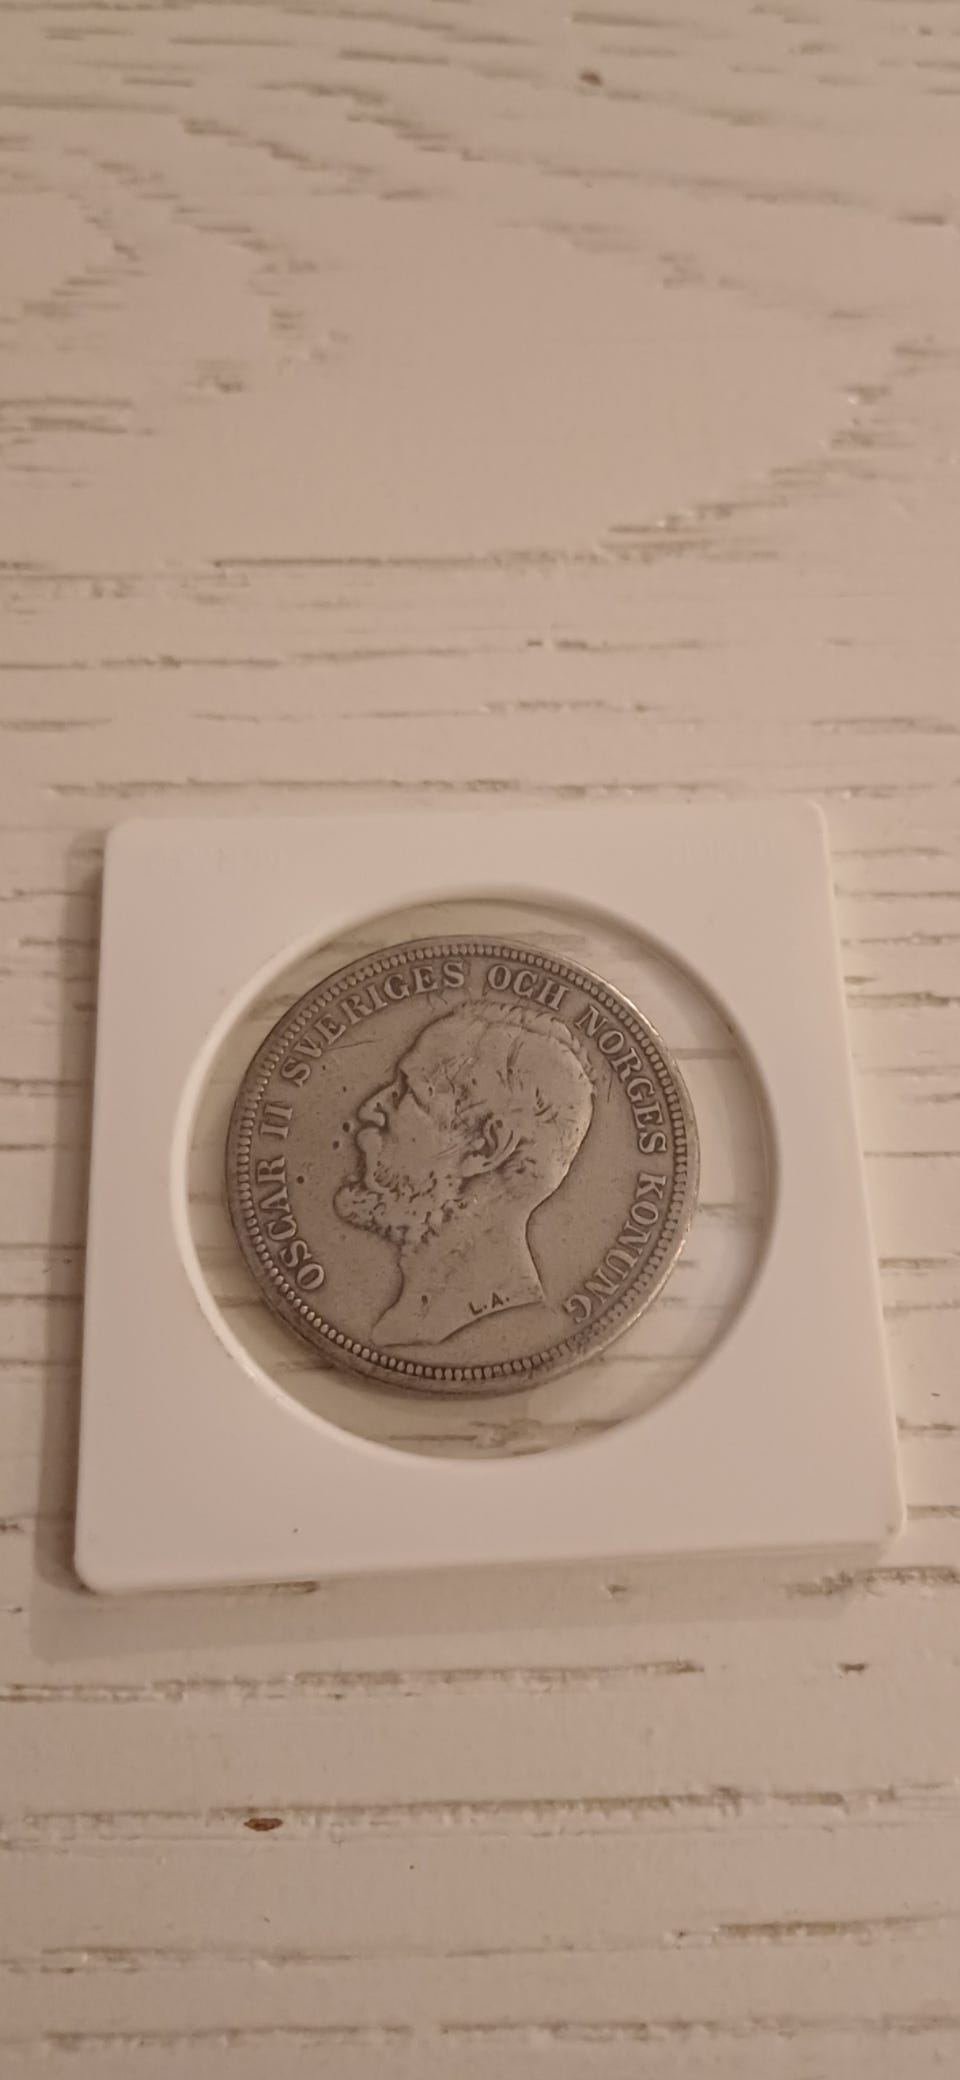 OSCAR II SVERIGES OCH NORGES KONUNG
L.A.